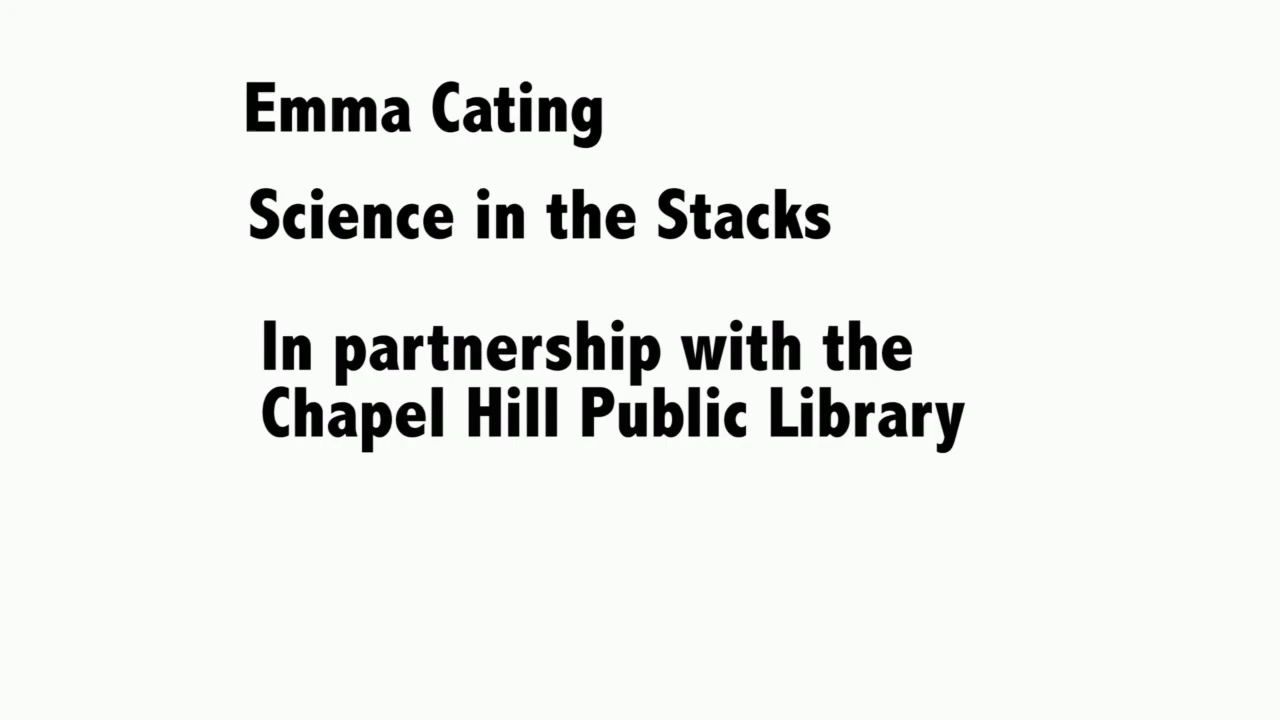 Emma Cating
Science in the Stacks
In partnership with the
Chapel Hill Public Library